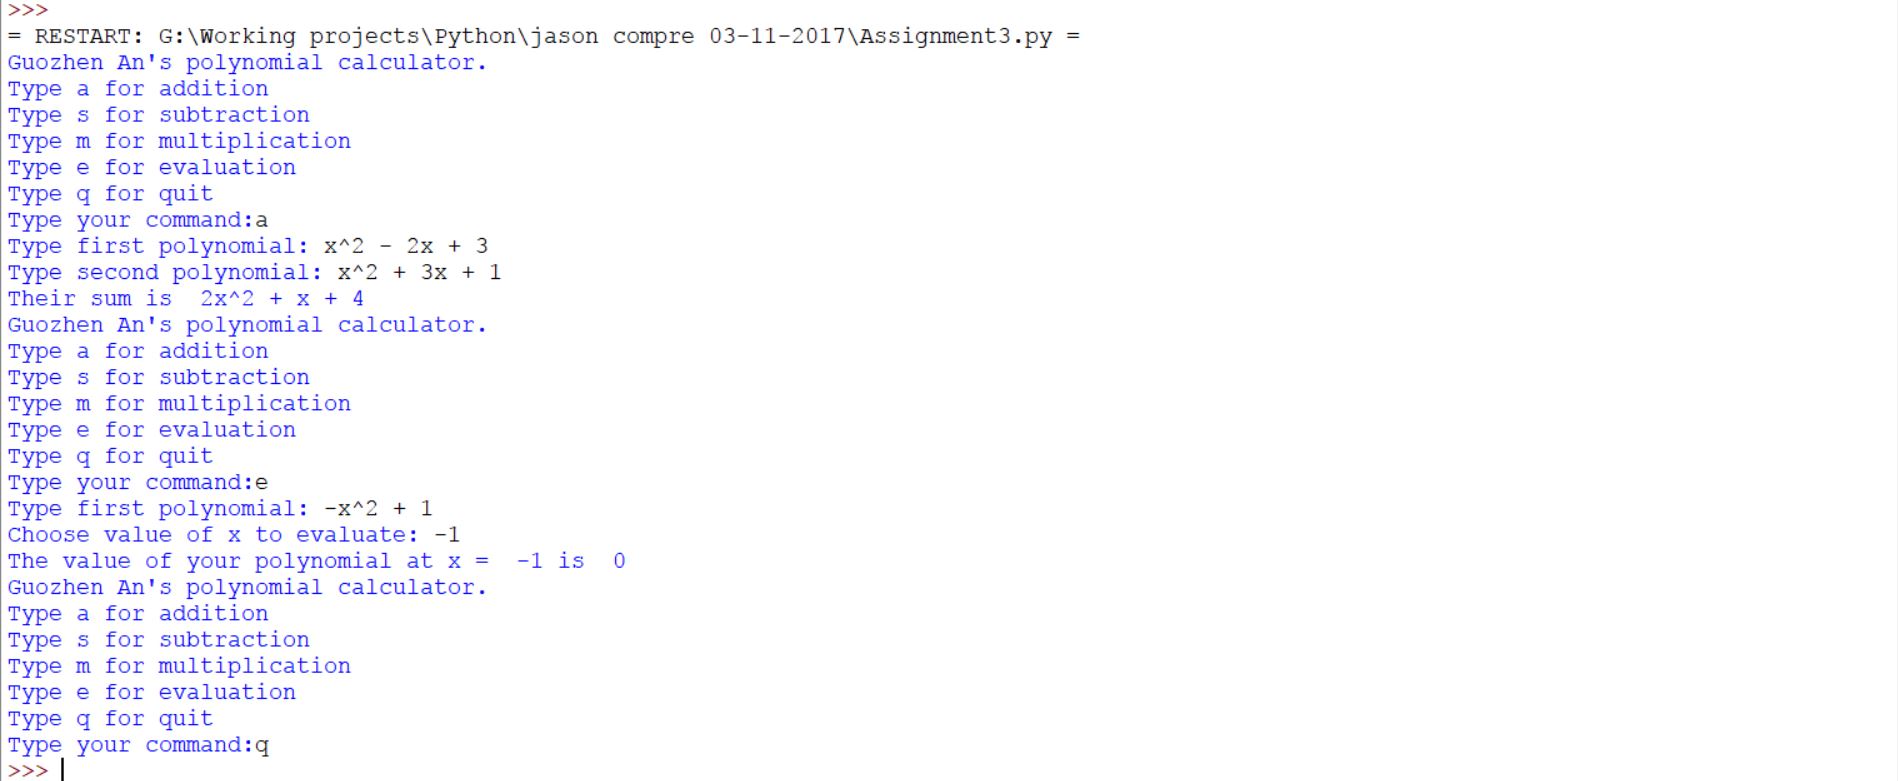 >>>
= RESTART: G:\Working projects\Python\jason compre 03-11-2017\Assignment3.py =
Guozhen An's polynomial calculator.
Type a for addition
Type s for subtraction
Type m for multiplication
Type e for evaluation
Type q for quit
Type your command:a
Type first polynomial: x^2 - 2x + 3
Type second polynomial: x^2 + 3x + 1
Their sum is  2x^2 + x + 4
Guozhen An's polynomial calculator.
Type a for addition
Type s for subtraction
Type m for multiplication
Type e for evaluation
Type q for quit
Type your command:e
Type first polynomial: -x^2 + 1
Choose value of x to evaluate: -1
The value of your polynomial at x =  -1 is  0
Guozhen An's polynomial calculator.
Type a for addition
Type s for subtraction
Type m for multiplication
Type e for evaluation
Type q for quit
Type your command:q
>>>